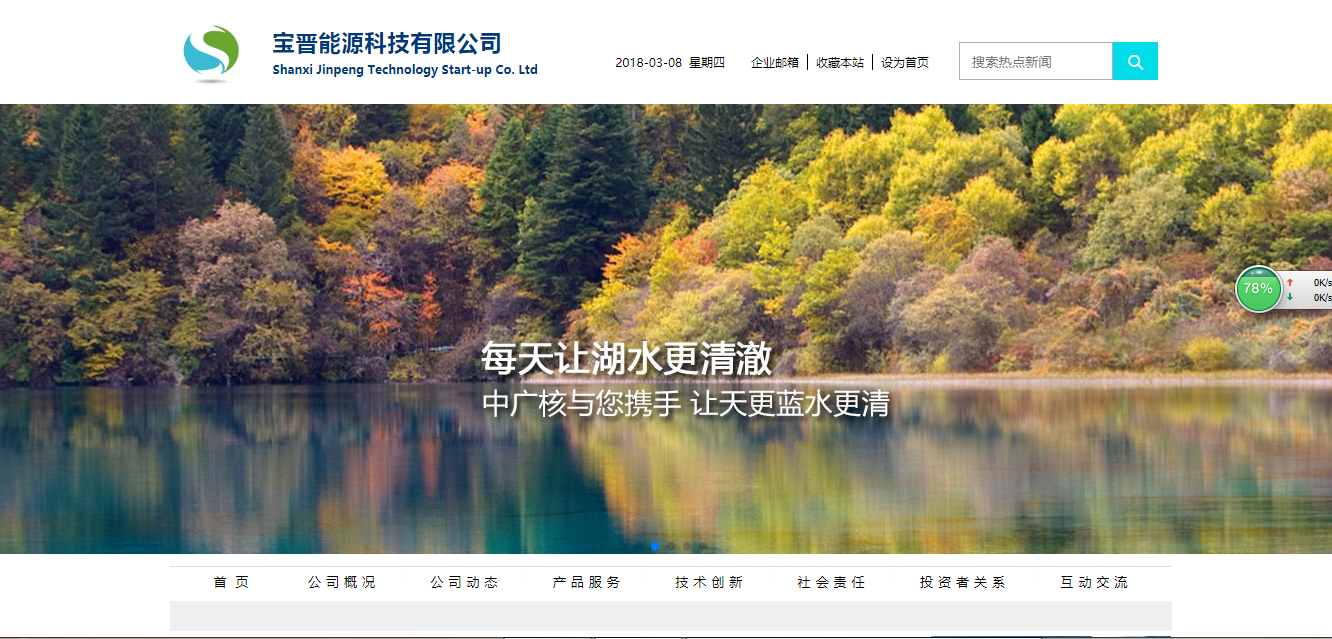 宝晋能源科技有限公司
Shanxi Jinpeng Technology Start-up Co. Ltd
2018-03-08 星期四 企业邮箱 收藏本站 设为首页
搜索热点新闻
78%
0K/s
0K/s
每天让湖水更清澈
中广核与您携手 让天更蓝水更清
首 页 公司概况 公司动态 产品服务 技术创新 社会责任 投资者关系 互动交流